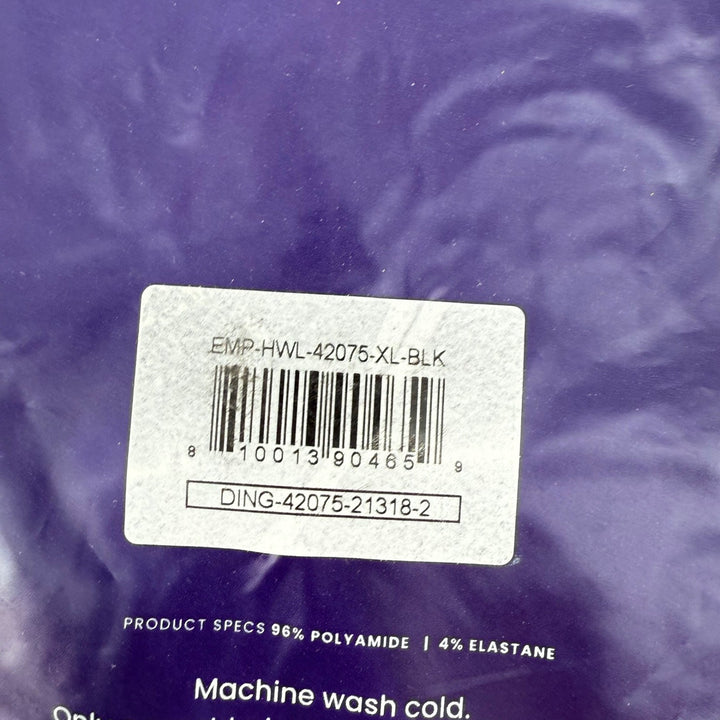 EMP-HWL-42075-XL-BLK
8 10013 90465 9
DING-42075-21318-2
PRODUCT SPECS 96% POLYAMIDE | 4% ELASTANE
Machine wash cold.